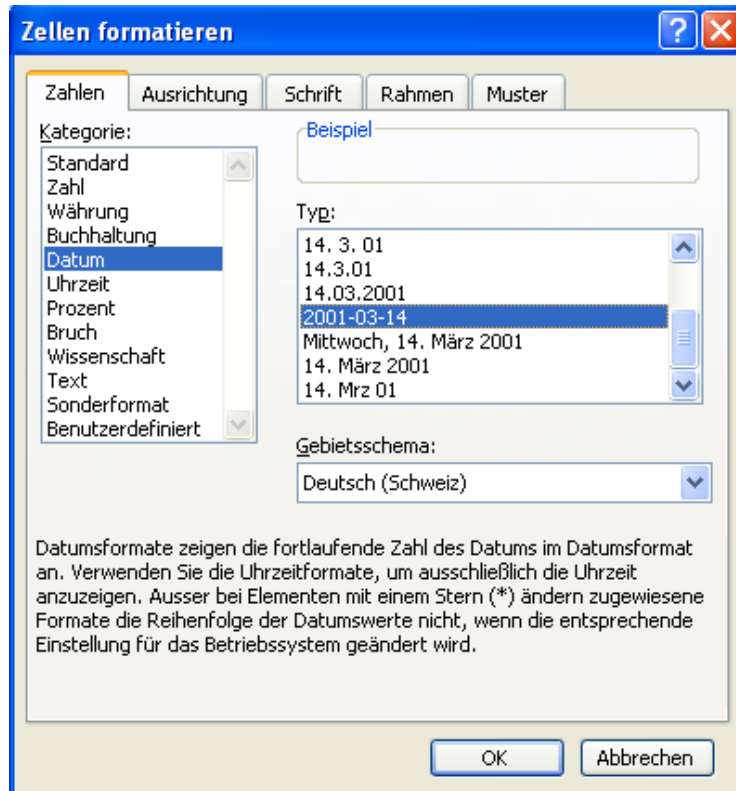 Zellen formatieren
Zahlen Ausrichtung Schrift Rahmen Muster
Kategorie:
Standard
Zahl
Währung
Buchhaltung
Datum
Uhrzeit
Prozent
Bruch
Wissenschaft
Text
Sonderformat
Benutzerdefiniert
Beispiel
Typ:
14. 3. 01
14.3.01
14.03.2001
2001-03-14
Mittwoch, 14. März 2001
14. März 2001
14. Mrz 01
Gebietsschema:
Deutsch (Schweiz)
Datumsformate zeigen die fortlaufende Zahl des Datums im Datumsformat
an. Verwenden Sie die Uhrzeitformate, um ausschließlich die Uhrzeit
anzuzeigen. Ausser bei Elementen mit einem Stern (*) ändern zugewiesene
Formate die Reihenfolge der Datumswerte nicht, wenn die entsprechende
Einstellung für das Betriebssystem geändert wird.
OK Abbrechen